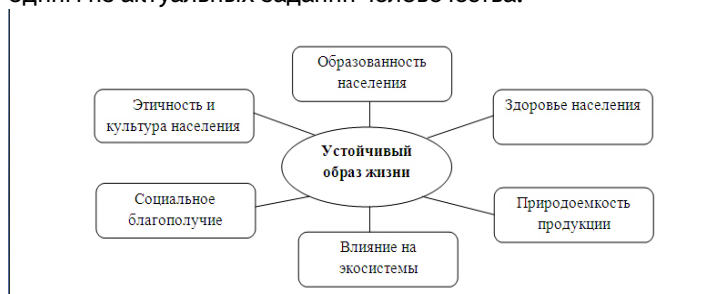 Образованность
населения
Этичность и
культура населения
Здоровье населения
Устойчивый
образ жизни
Социальное
благополучие
Природоемкость
продукции
Влияние на
экосистемы